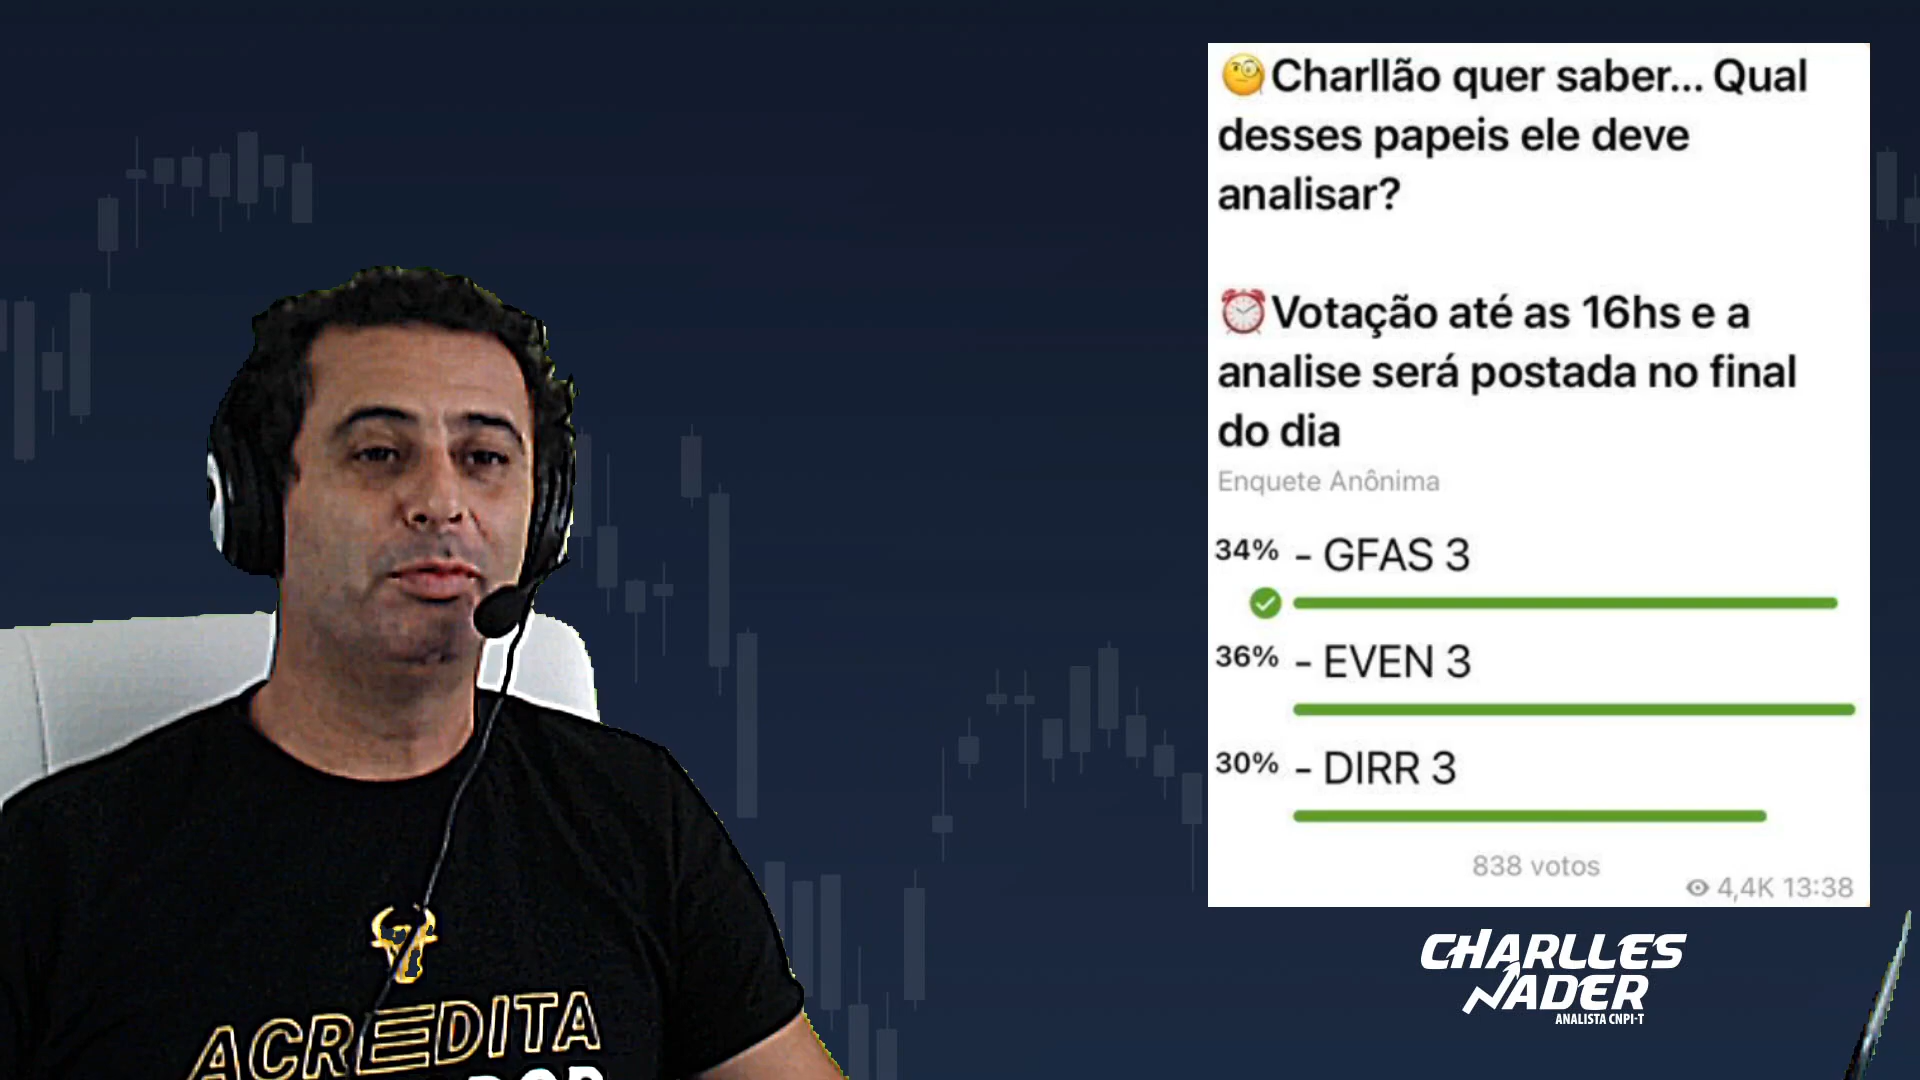 🧐Charllão quer saber... Qual
desses papeis ele deve
analisar?
⏰Votação até as 16hs e a
analise será postada no final
do dia
Enquete Anônima
34% - GFAS 3
36% - EVEN 3
30% - DIRR 3
838 votos
4,4K 13:38
CHARLLES
NADER
ANALISTA CNPI-T
ACREDITA